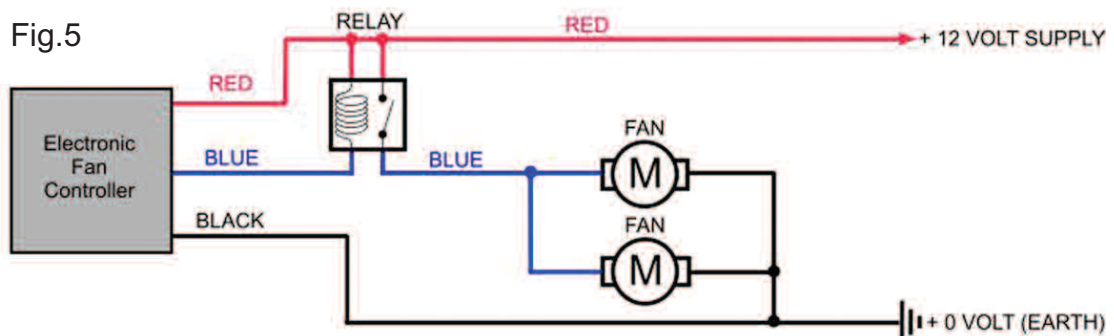 Fig.5
RELAY
RED
+ 12 VOLT SUPPLY
RED
Electronic
Fan
Controller
BLUE
BLUE
FAN
M
BLACK
FAN
M
+ 0 VOLT (EARTH)